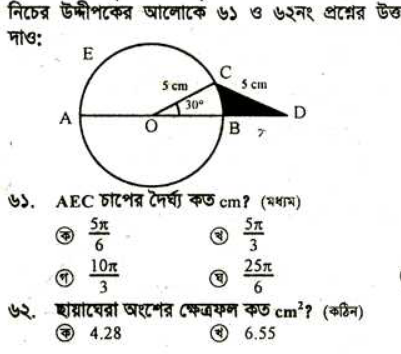 নিচের উদ্দীপকের আলোকে ৬১ ও ৬২নং প্রশ্নের উত্ত
দাও:
E
C
5 cm 5 cm
30°
A O B D
৬১. AEC চাপের দৈর্ঘ্য কত cm? (মধ্যম)
ক 5π/6 খ 5π/3
গ 10π/3 ঘ 25π/6
৬২. ছায়াঘেরা অংশের ক্ষেত্রফল কত cm²? (কঠিন)
ক 4.28 খ 6.55